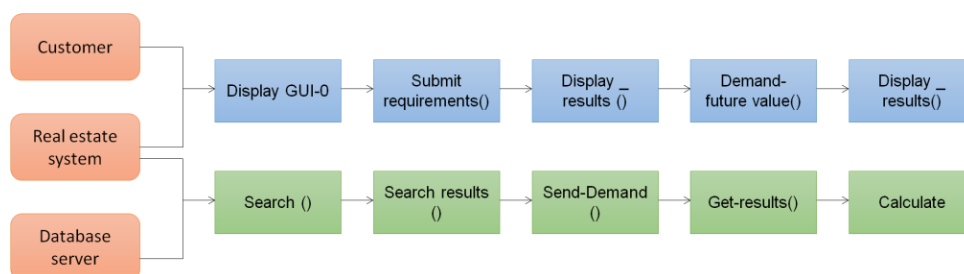 Customer
Real estate
system
Database
server
Display GUI-0
Submit
requirements()
Display _
results ()
Demand-
future value()
Display _
results()
Search ()
Search results
()
Send-Demand
()
Get-results()
Calculate